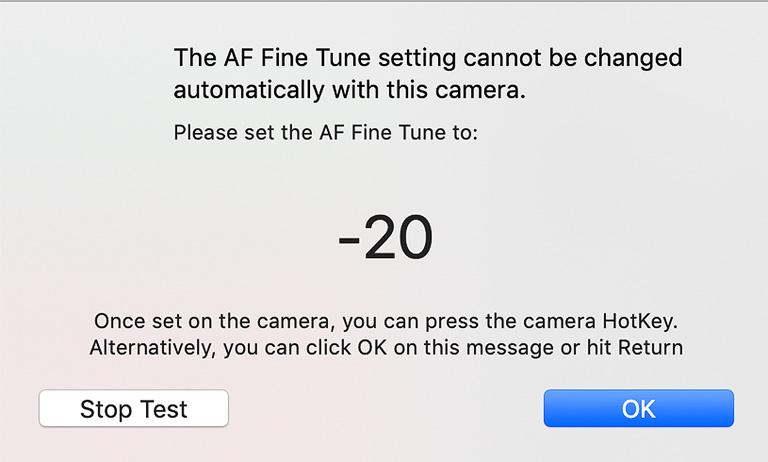 The AF Fine Tune setting cannot be changed
automatically with this camera.
Please set the AF Fine Tune to:
-20
Once set on the camera, you can press the camera HotKey.
Alternatively, you can click OK on this message or hit Return
Stop Test
OK